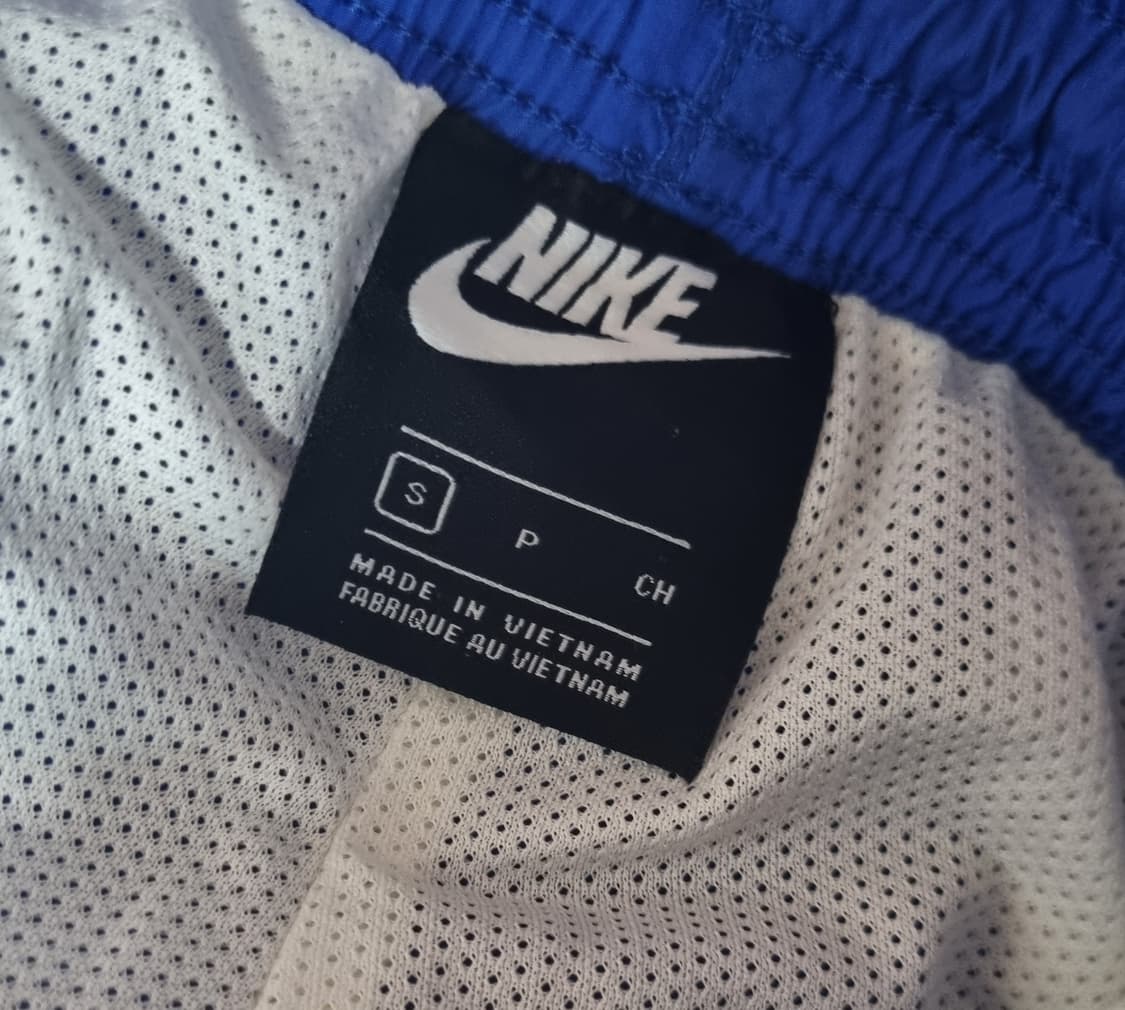 NIKE
S P CH
MADE IN VIETNAM
FABRIQUE AU VIETNAM